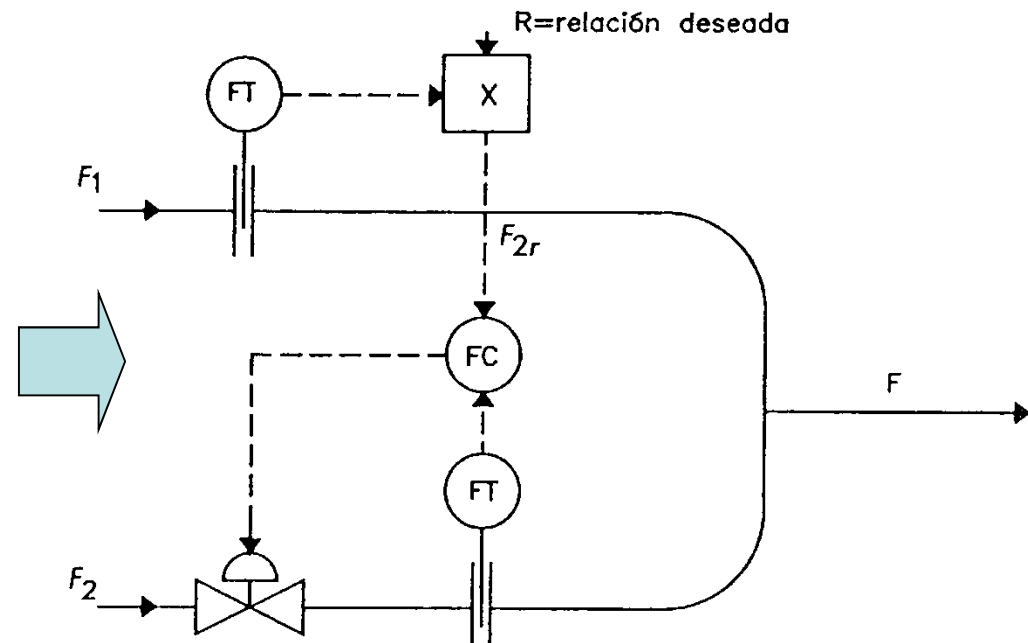 R=relación deseada
FT
X
F1
F2r
FC
F
FT
F2